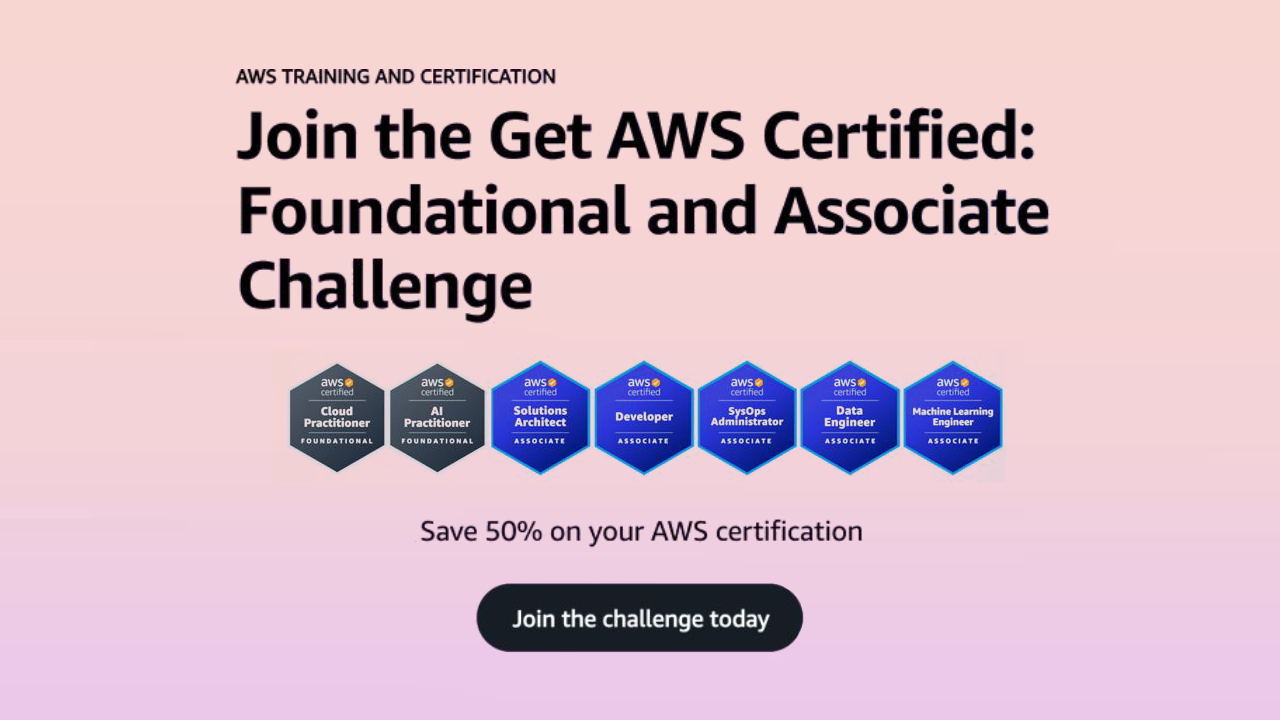 AWS TRAINING AND CERTIFICATION
Join the Get AWS Certified:
Foundational and Associate
Challenge
aws certified Cloud Practitioner FOUNDATIONAL
aws certified AI Practitioner FOUNDATIONAL
aws certified Solutions Architect ASSOCIATE
aws certified Developer ASSOCIATE
aws certified SysOps Administrator ASSOCIATE
aws certified Data Engineer ASSOCIATE
aws certified Machine Learning Engineer ASSOCIATE
Save 50% on your AWS certification
Join the challenge today